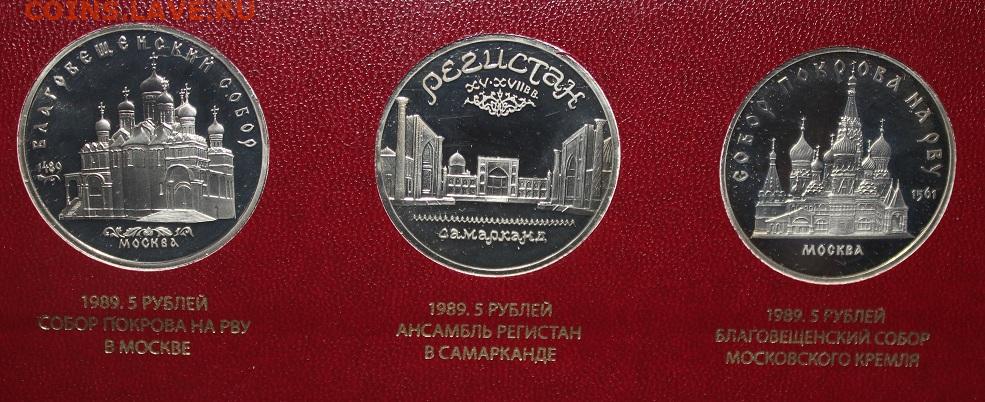 COINS.LAVE.RU
БЛАГОВЕЩЕНСКИЙ СОБОР
1489
МОСКВА
1989. 5 РУБЛЕЙ
СОБОР ПОКРОВА НА РВУ
В МОСКВЕ
РЕГИСТАН
XV-XVIIВВ.
САМАРКАНД
1989. 5 РУБЛЕЙ
АНСАМБЛЬ РЕГИСТАН
В САМАРКАНДЕ
СОБОР ПОКРОВА НА РВУ
1561
МОСКВА
1989. 5 РУБЛЕЙ
БЛАГОВЕЩЕНСКИЙ СОБОР
МОСКОВСКОГО КРЕМЛЯ